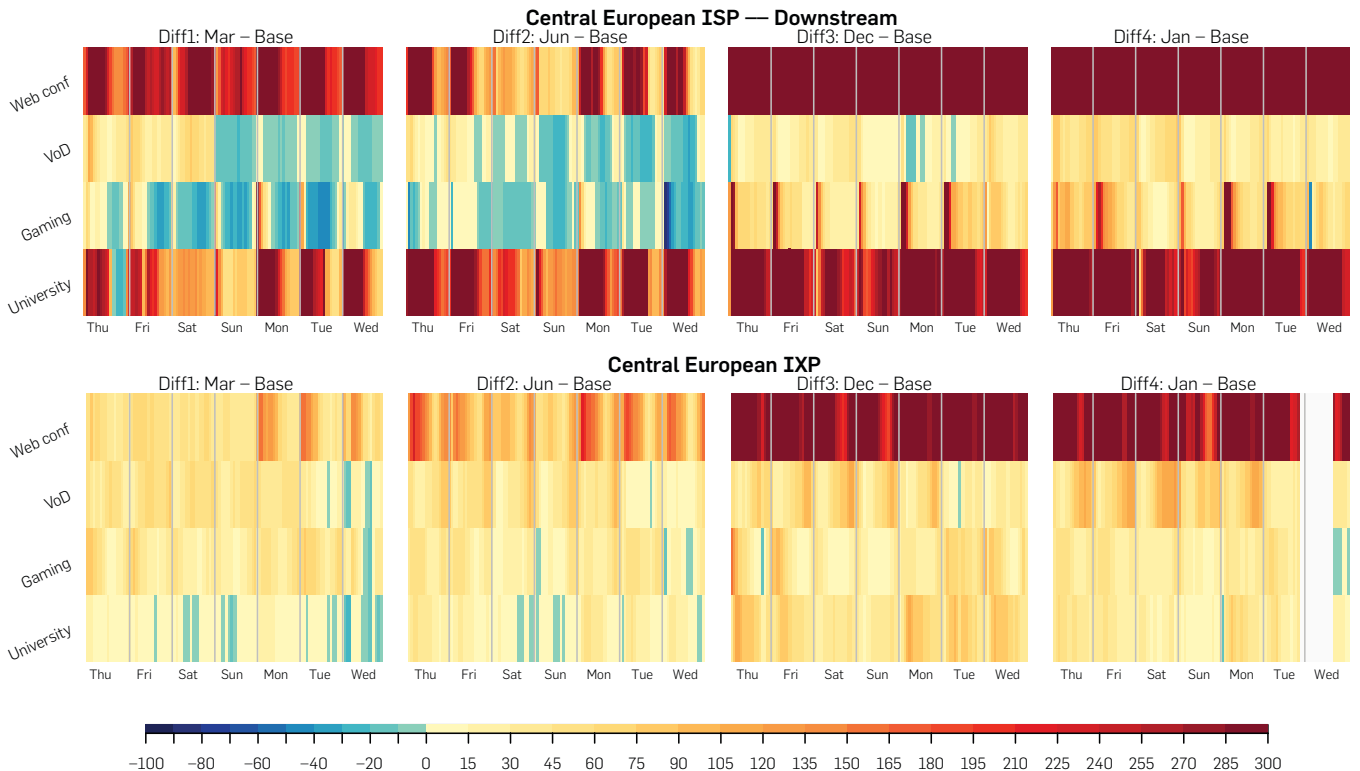 Central European ISP –– Downstream
Diff1: Mar – Base Diff2: Jun – Base Diff3: Dec – Base Diff4: Jan – Base
Web conf
VoD
Gaming
University
Thu Fri Sat Sun Mon Tue Wed Thu Fri Sat Sun Mon Tue Wed Thu Fri Sat Sun Mon Tue Wed Thu Fri Sat Sun Mon Tue Wed
Central European IXP
Diff1: Mar – Base Diff2: Jun – Base Diff3: Dec – Base Diff4: Jan – Base
Web conf
VoD
Gaming
University
Thu Fri Sat Sun Mon Tue Wed Thu Fri Sat Sun Mon Tue Wed Thu Fri Sat Sun Mon Tue Wed Thu Fri Sat Sun Mon Tue Wed
–100 –80 –60 –40 –20 0 15 30 45 60 75 90 105 120 135 150 165 180 195 210 225 240 255 270 285 300